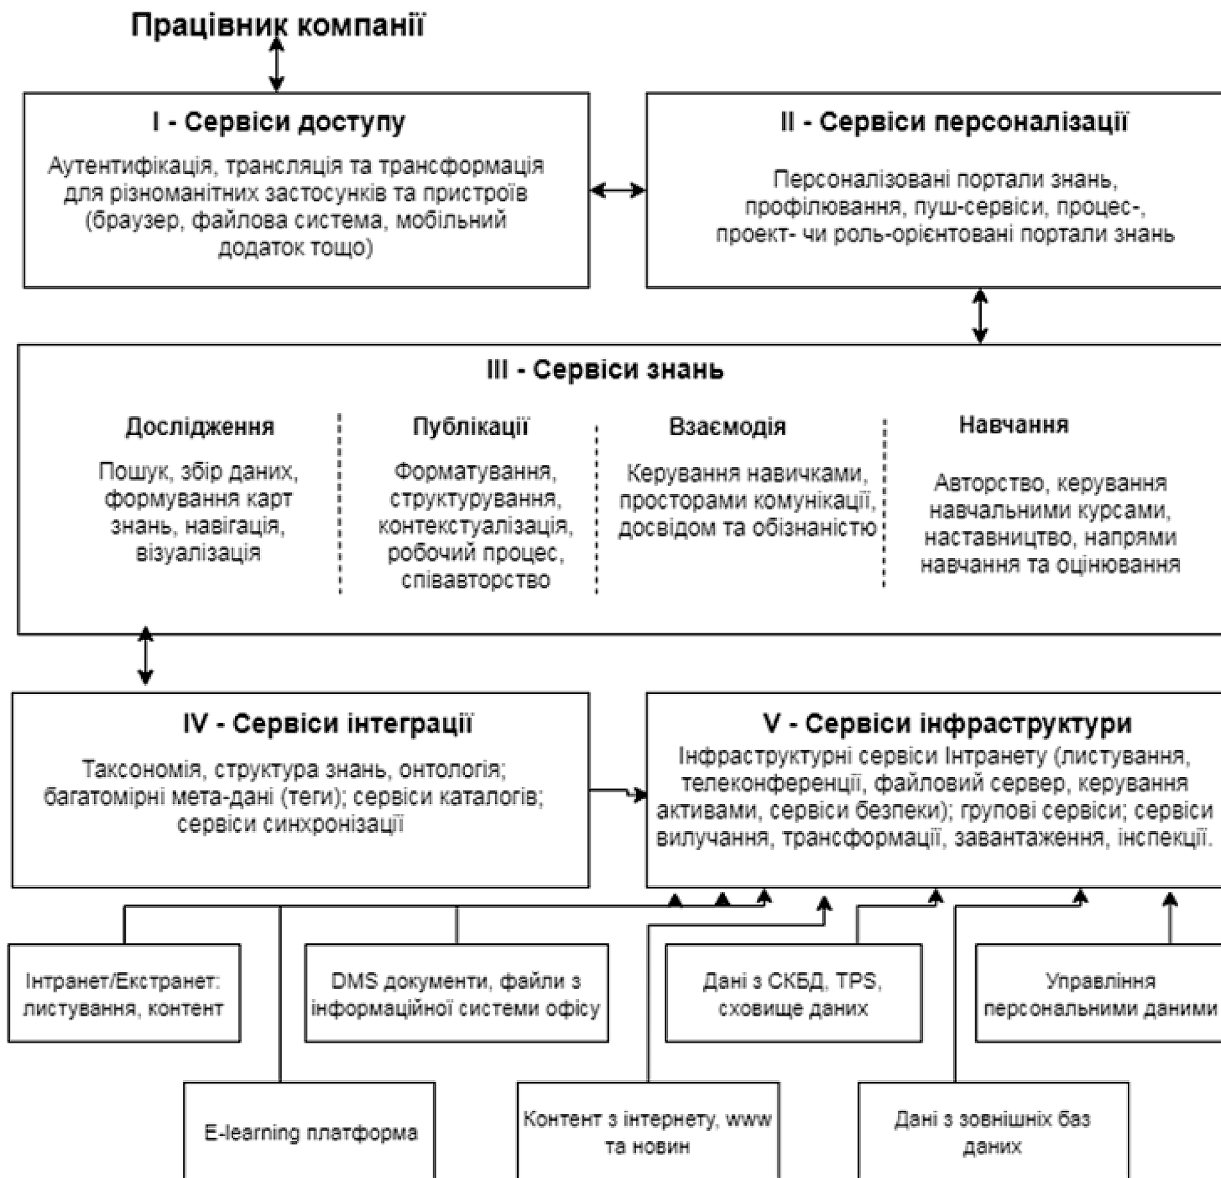 Працівник компанії
І - Сервіси доступу
Аутентифікація, трансляція та трансформація
для різноманітних застосунків та пристроїв
(браузер, файлова система, мобільний
додаток тощо)
ІІ - Сервіси персоналізації
Персоналізовані портали знань,
профілювання, пуш-сервіси, процес-,
проект- чи роль-орієнтовані портали знань
ІІІ - Сервіси знань
Дослідження
Пошук, збір даних,
формування карт
знань, навігація,
візуалізація
Публікації
Форматування,
структурування,
контекстуалізація,
робочий процес,
співавторство
Взаємодія
Керування навичками,
просторами комунікації,
досвідом та обізнаністю
Навчання
Авторство, керування
навчальними курсами,
наставництво, напрями
навчання та оцінювання
IV - Сервіси інтеграції
Таксономія, структура знань, онтологія;
багатомірні мета-дані (теги); сервіси каталогів;
сервіси синхронізації
V - Сервіси інфраструктури
Інфраструктурні сервіси Інтранету (листування,
телеконференції, файловий сервер, керування
активами, сервіси безпеки); групові сервіси; сервіси
вилучання, трансформації, завантаження, інспекції.
Інтранет/Екстранет:
листування, контент
DMS документи, файли з
інформаційної системи офісу
Дані з СКБД, TPS,
сховище даних
Управління
персональними даними
E-learning платформа
Контент з інтернету, www
та новин
Дані з зовнішніх баз
даних